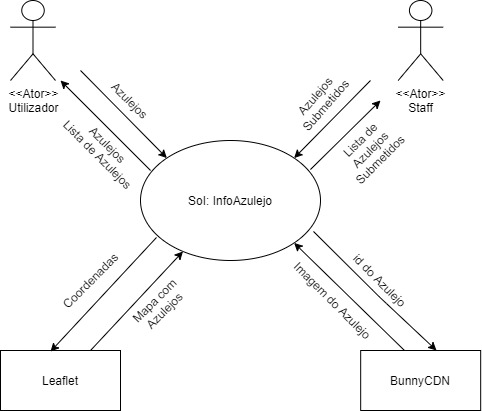 <<Ator>>
Utilizador
<<Ator>>
Staff
Azulejos
Azulejos
Lista de Azulejos
Azulejos
Submetidos
Lista de
Azulejos
Submetidos
Sol: InfoAzulejo
Coordenadas
Mapa com
Azulejos
id do Azulejo
Imagem do Azulejo
Leaflet
BunnyCDN